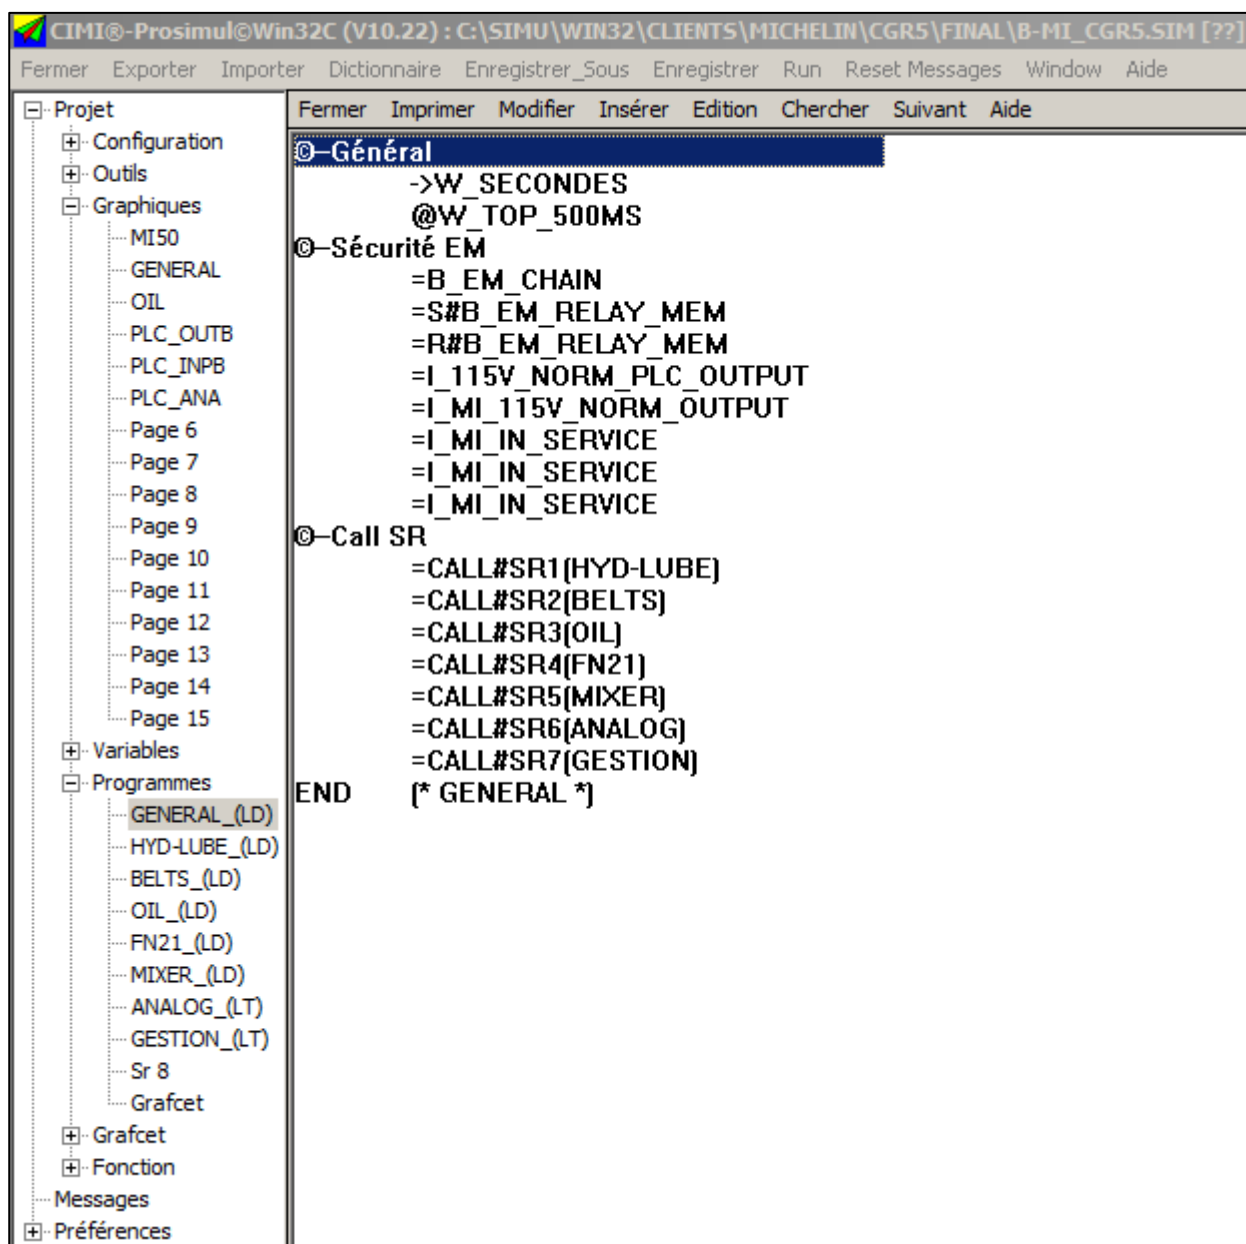 CIMI®-Prosimul©Win32C (V10.22) : C:\SIMU\WIN32\CLIENTS\MICHELIN\CGR5\FINAL\B-MI_CGR5.SIM [??]
Fermer Exporter Importer Dictionnaire Enregistrer_Sous Enregistrer Run Reset Messages Window Aide
Projet
Configuration
Outils
Graphiques
MI50
GENERAL
OIL
PLC_OUTB
PLC_INPB
PLC_ANA
Page 6
Page 7
Page 8
Page 9
Page 10
Page 11
Page 12
Page 13
Page 14
Page 15
Variables
Programmes
GENERAL_(LD)
HYD-LUBE_(LD)
BELTS_(LD)
OIL_(LD)
FN21_(LD)
MIXER_(LD)
ANALOG_(LT)
GESTION_(LT)
Sr 8
Grafcet
Grafcet
Fonction
Messages
Préférences
Fermer Imprimer Modifier Insérer Edition Chercher Suivant Aide
©—Général
->W_SECONDES
@W_TOP_500MS
©—Sécurité EM
=B_EM_CHAIN
=S#B_EM_RELAY_MEM
=R#B_EM_RELAY_MEM
=I_115V_NORM_PLC_OUTPUT
=I_MI_115V_NORM_OUTPUT
=I_MI_IN_SERVICE
=I_MI_IN_SERVICE
=I_MI_IN_SERVICE
©—Call SR
=CALL#SR1(HYD-LUBE)
=CALL#SR2(BELTS)
=CALL#SR3(OIL)
=CALL#SR4(FN21)
=CALL#SR5(MIXER)
=CALL#SR6(ANALOG)
=CALL#SR7(GESTION)
END (* GENERAL *)